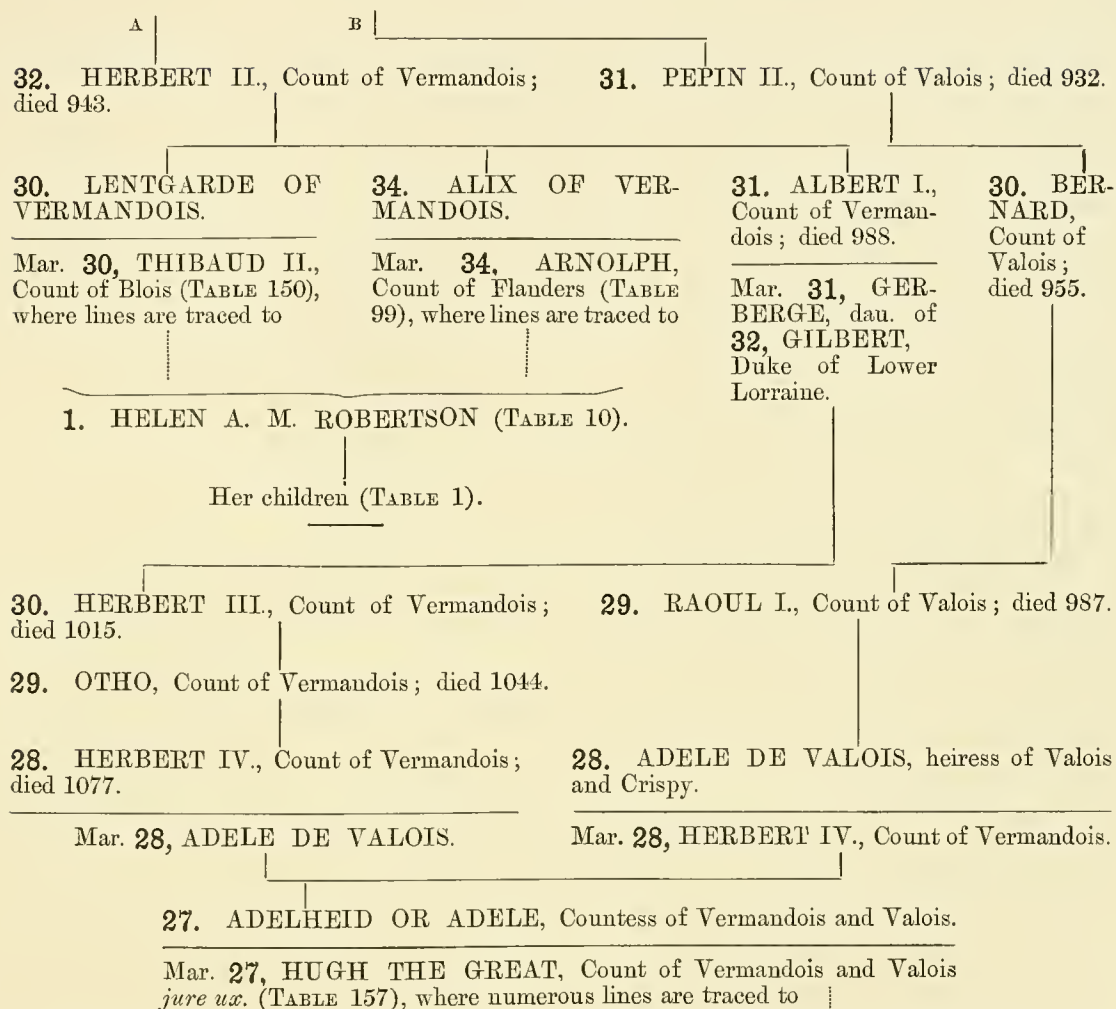 A B
32. HERBERT II., Count of Vermandois;
died 943.
31. PEPIN II., Count of Valois; died 932.
30. LENTGARDE OF
VERMANDOIS.
Mar. 30, THIBAUD II.,
Count of Blois (TABLE 150),
where lines are traced to
34. ALIX OF VER-
MANDOIS.
Mar. 34, ARNOLPH,
Count of Flanders (TABLE
99), where lines are traced to
31. ALBERT I.,
Count of Verman-
dois; died 988.
Mar. 31, GER-
BERGE, dau. of
32, GILBERT,
Duke of Lower
Lorraine.
30. BER-
NARD,
Count of
Valois;
died 955.
1. HELEN A. M. ROBERTSON (TABLE 10).
Her children (TABLE 1).
30. HERBERT III., Count of Vermandois;
died 1015.
29. RAOUL I., Count of Valois; died 987.
29. OTHO, Count of Vermandois; died 1044.
28. HERBERT IV., Count of Vermandois;
died 1077.
28. ADELE DE VALOIS, heiress of Valois
and Crispy.
Mar. 28, ADELE DE VALOIS.
Mar. 28, HERBERT IV., Count of Vermandois.
27. ADELHEID OR ADELE, Countess of Vermandois and Valois.
Mar. 27, HUGH THE GREAT, Count of Vermandois and Valois
jure ux. (TABLE 157), where numerous lines are traced to